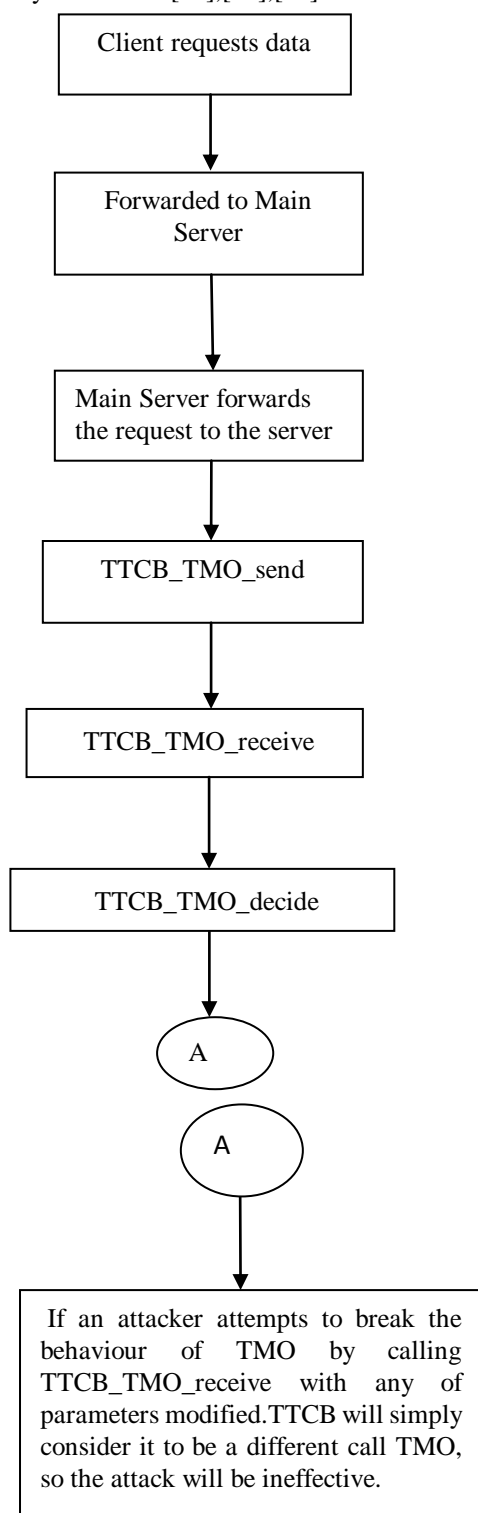 Client requests data
Forwarded to Main
Server
Main Server forwards
the request to the server
TTCB_TMO_send
TTCB_TMO_receive
TTCB_TMO_decide
A
A
If an attacker attempts to break the
behaviour of TMO by calling
TTCB_TMO_receive with any of
parameters modified.TTCB will simply
consider it to be a different call TMO,
so the attack will be ineffective.